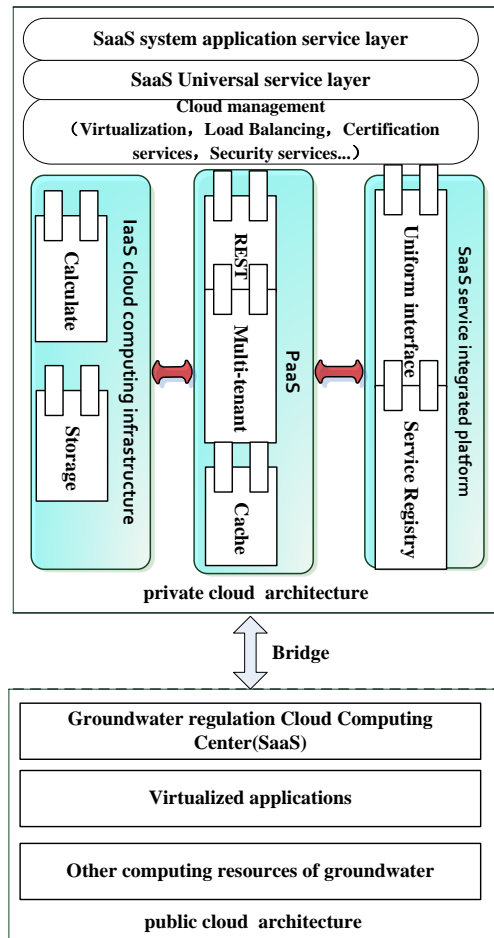 SaaS system application service layer
SaaS Universal service layer
Cloud management
（Virtualization，Load Balancing，Certification
services，Security services...）
IaaS cloud computing infrastructure
Calculate
Storage
PaaS
REST
Multi-tenant
Cache
SaaS service integrated platform
Uniform interface
Service Registry
private cloud architecture
Bridge
Groundwater regulation Cloud Computing
Center(SaaS)
Virtualized applications
Other computing resources of groundwater
public cloud architecture